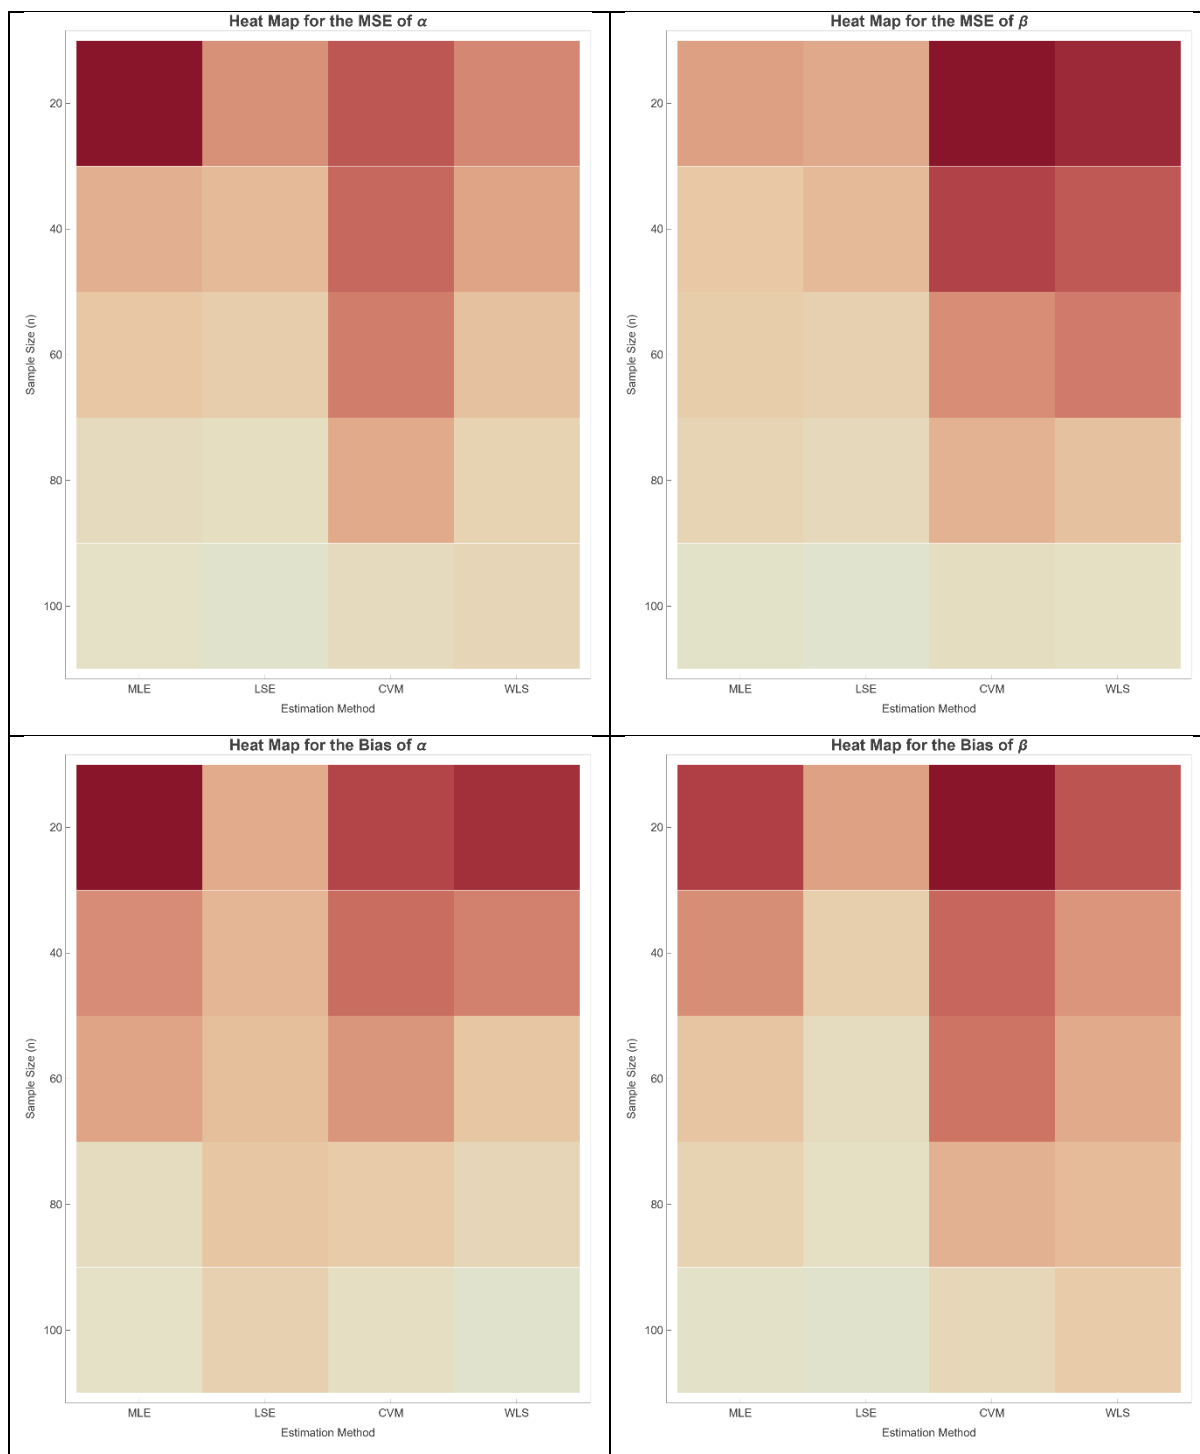 Heat Map for the MSE of α
Sample Size (n)
20
40
60
80
100
MLE LSE CVM WLS
Estimation Method
Heat Map for the MSE of β
Sample Size (n)
20
40
60
80
100
MLE LSE CVM WLS
Estimation Method
Heat Map for the Bias of α
Sample Size (n)
20
40
60
80
100
MLE LSE CVM WLS
Estimation Method
Heat Map for the Bias of β
Sample Size (n)
20
40
60
80
100
MLE LSE CVM WLS
Estimation Method